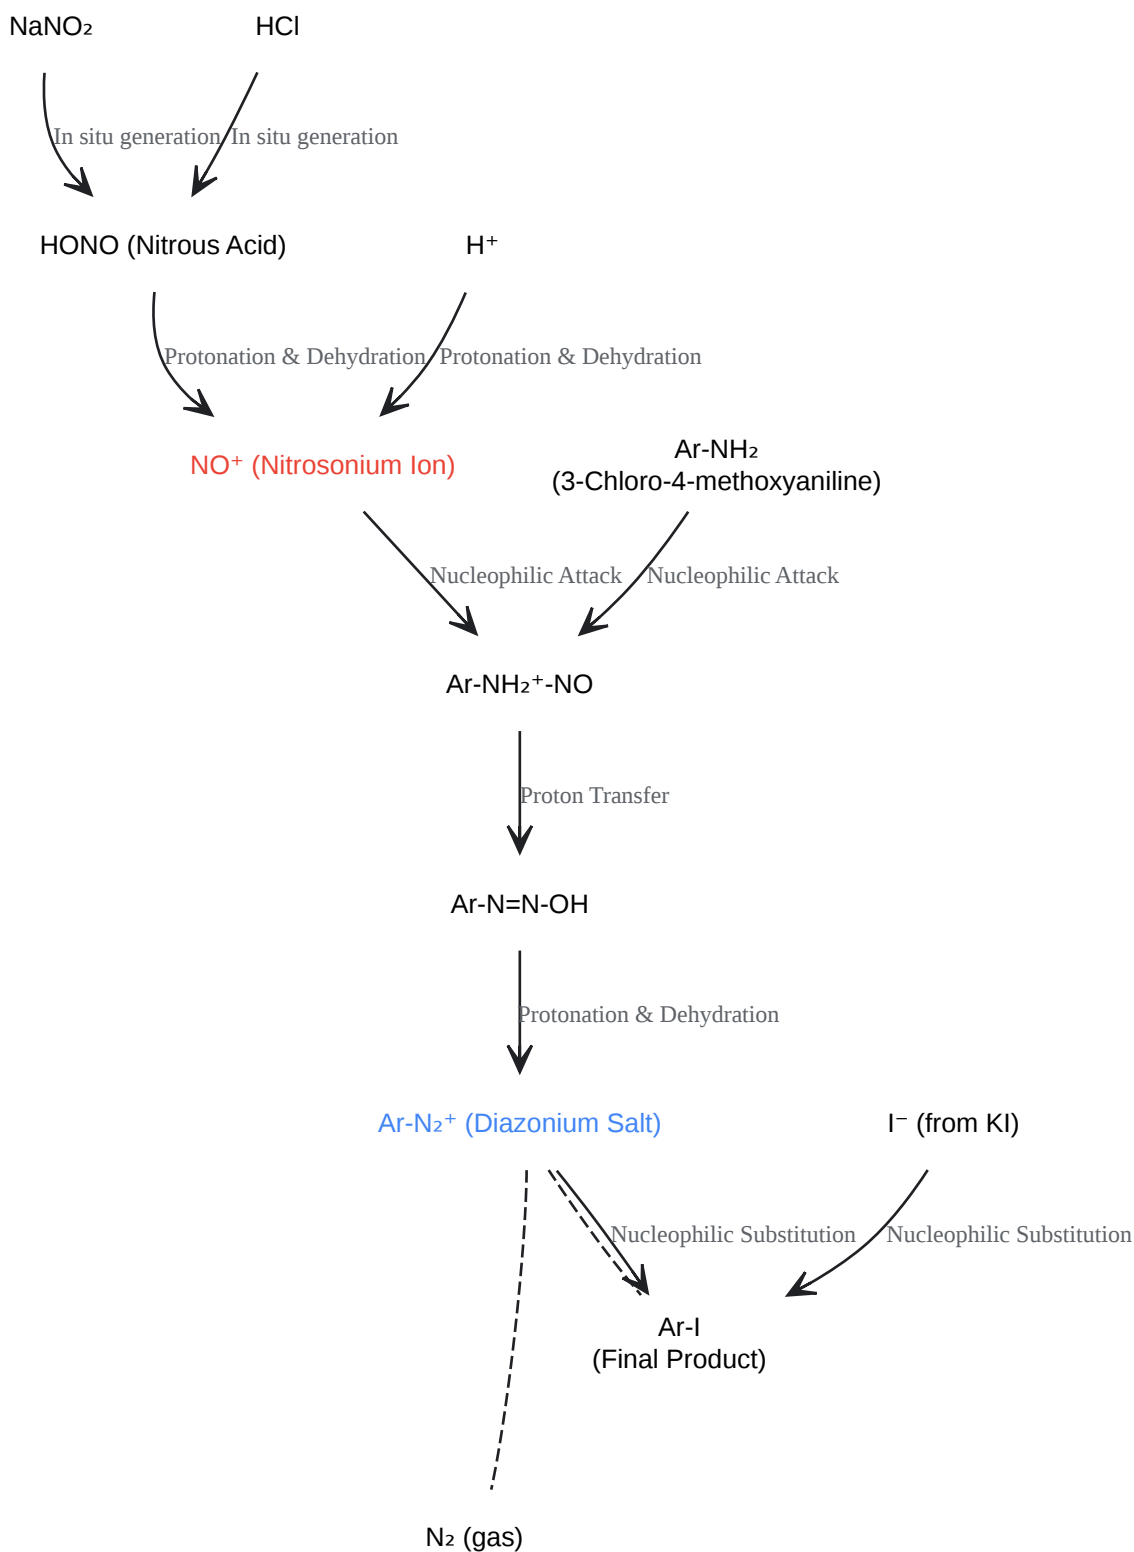 NaNO₂
HCl
In situ generation
In situ generation
HONO (Nitrous Acid)
H⁺
Protonation & Dehydration
Protonation & Dehydration
NO⁺ (Nitrosonium Ion)
Ar-NH₂
(3-Chloro-4-methoxyaniline)
Nucleophilic Attack
Nucleophilic Attack
Ar-NH₂⁺-NO
Proton Transfer
Ar-N=N-OH
Protonation & Dehydration
Ar-N₂⁺ (Diazonium Salt)
I⁻ (from KI)
Nucleophilic Substitution
Nucleophilic Substitution
Ar-I
(Final Product)
N₂ (gas)